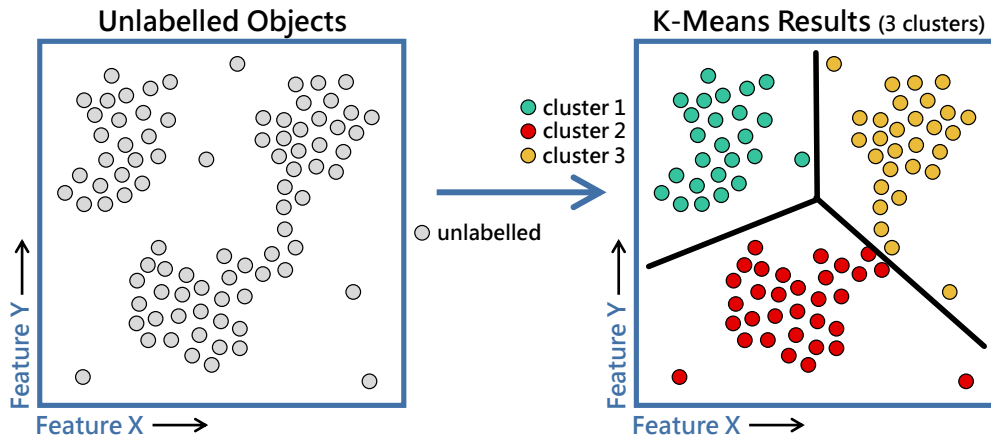 Unlabelled Objects
K-Means Results (3 clusters)
cluster 1
cluster 2
cluster 3
unlabelled
Feature Y
Feature X
Feature Y
Feature X